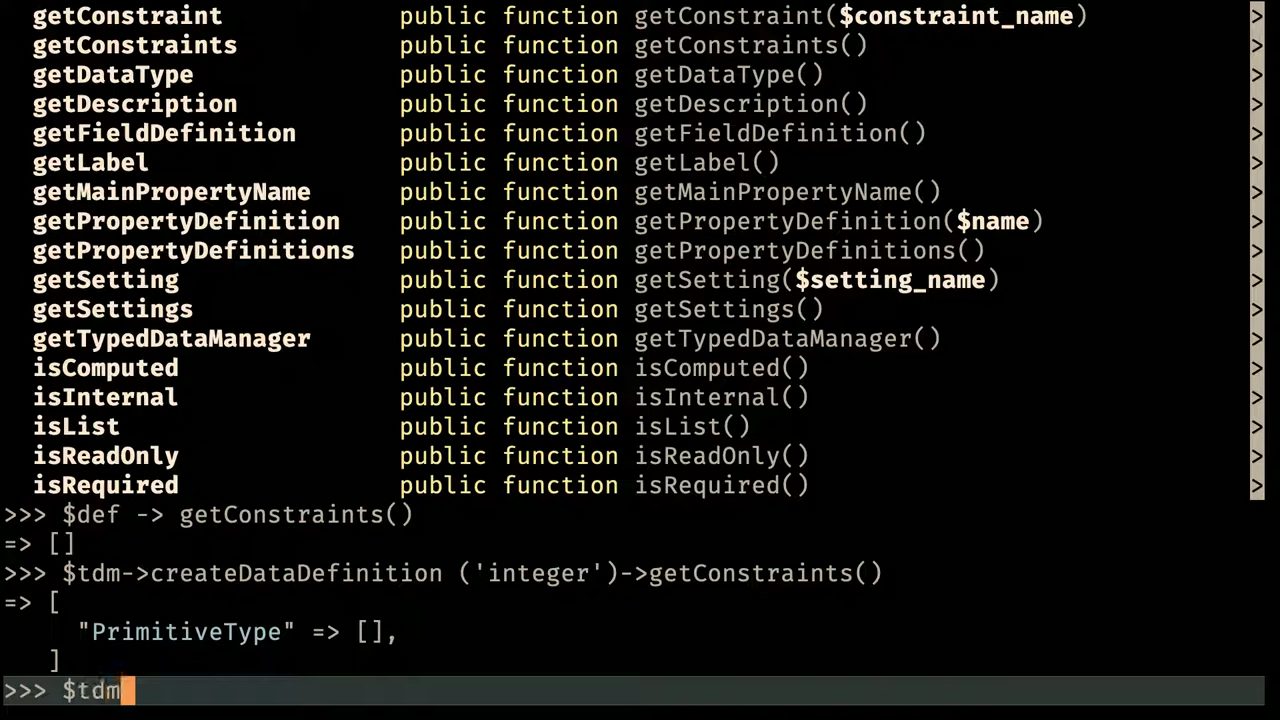 getConstraint public function getConstraint($constraint_name) >
getConstraints public function getConstraints() >
getDataType public function getDataType() >
getDescription public function getDescription() >
getFieldDefinition public function getFieldDefinition() >
getLabel public function getLabel() >
getMainPropertyName public function getMainPropertyName() >
getPropertyDefinition public function getPropertyDefinition($name) >
getPropertyDefinitions public function getPropertyDefinitions() >
getSetting public function getSetting($setting_name) >
getSettings public function getSettings() >
getTypedDataManager public function getTypedDataManager() >
isComputed public function isComputed() >
isInternal public function isInternal() >
isList public function isList() >
isReadOnly public function isReadOnly() >
isRequired public function isRequired() >
>>> $def -> getConstraints()
=> []
>>> $tdm->createDataDefinition ('integer')->getConstraints()
=> [
"PrimitiveType" => [],
]
>>> $tdm